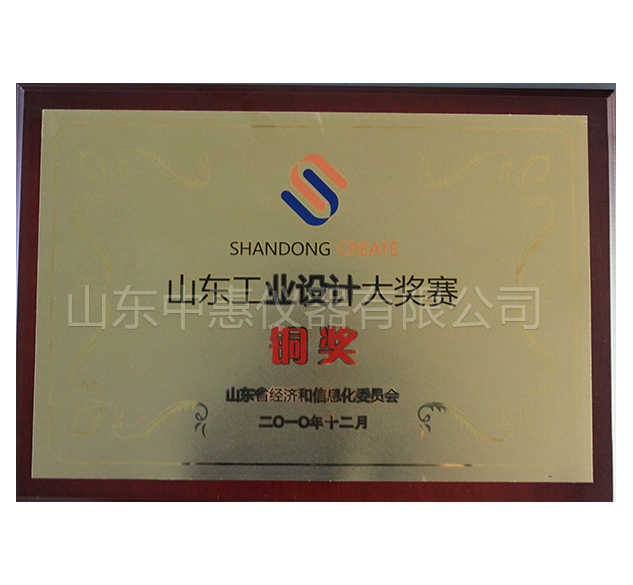 SHANDONG CREATE
山东工业设计大奖赛
山东中惠仪器有限公司
铜奖
山东省经济和信息化委员会
二〇一〇年十二月